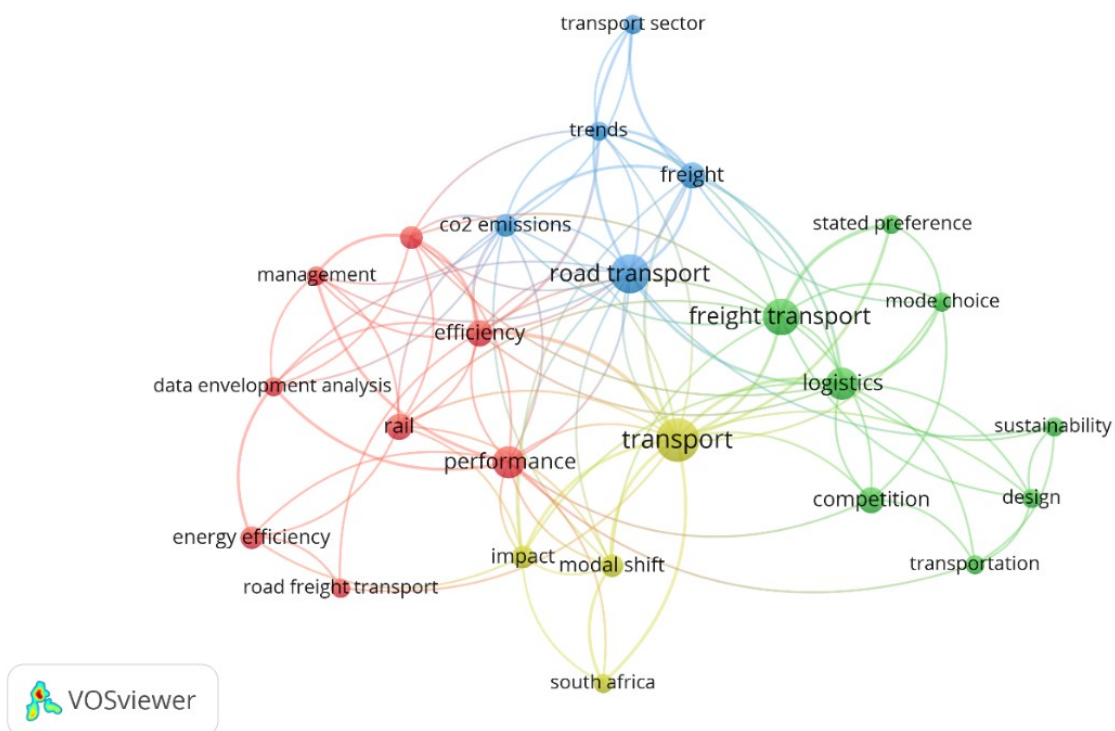 transport sector
trends
freight
stated preference
co2 emissions
management
road transport
mode choice
freight transport
efficiency
data envelopment analysis
logistics
rail
sustainability
transport
performance
competition
design
energy efficiency
impact
modal shift
transportation
road freight transport
south africa
VOSviewer